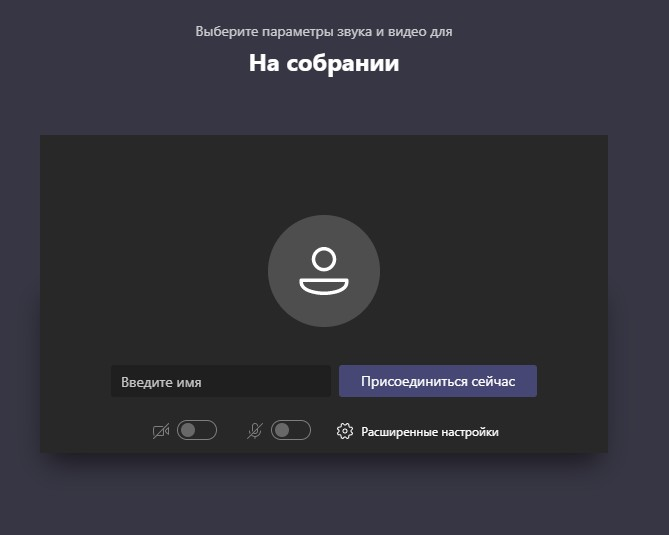 Выберите параметры звука и видео для
На собрании
Введите имя
Присоединиться сейчас
Расширенные настройки